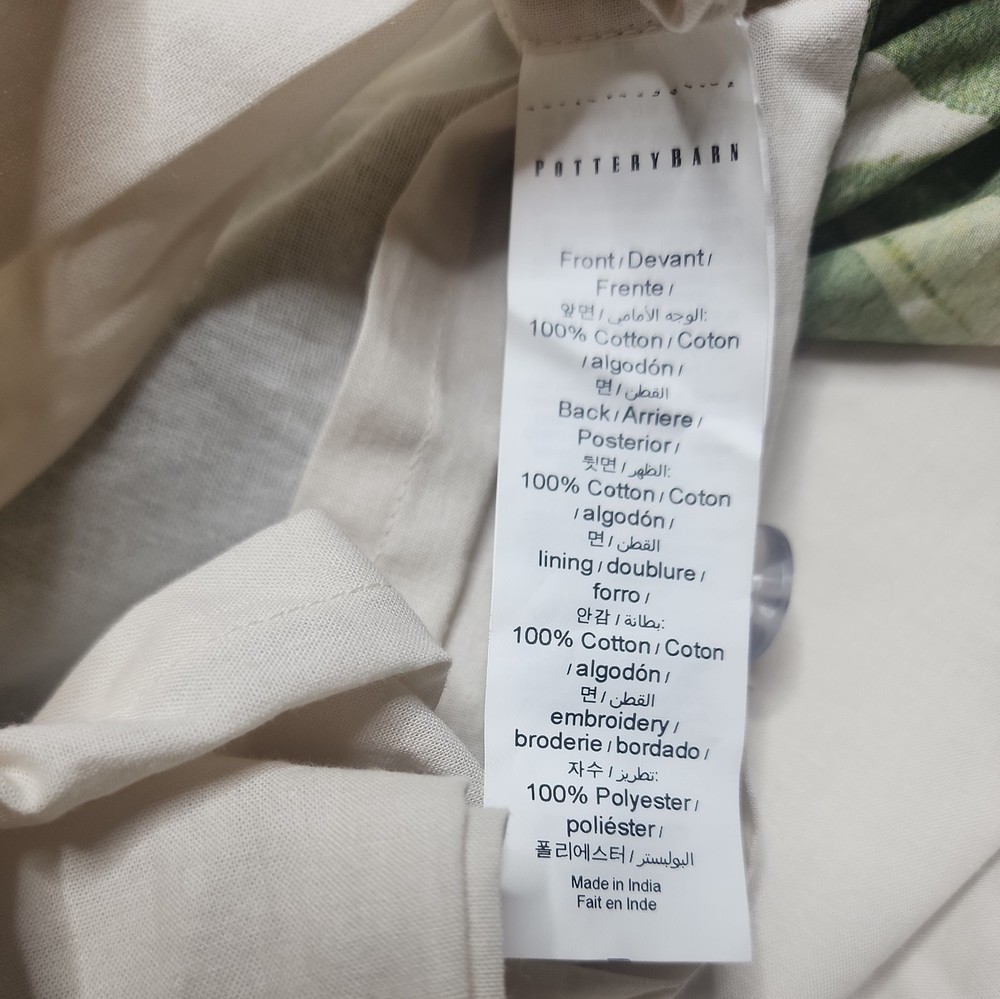 POTTERY BARN
Front / Devant /
Frente /
앞면 / الوجه الأمامي:
100% Cotton / Coton
/ algodón /
면 / القطن
Back / Arriere /
Posterior /
뒷면 / الظهر:
100% Cotton / Coton
/ algodón /
면 / القطن
lining / doublure /
forro /
안감 / بطانة:
100% Cotton / Coton
/ algodón /
면 / القطن
embroidery /
broderie / bordado /
자수 / تطريز:
100% Polyester /
poliéster /
폴리에스터 / البوليستر
Made in India
Fait en Inde